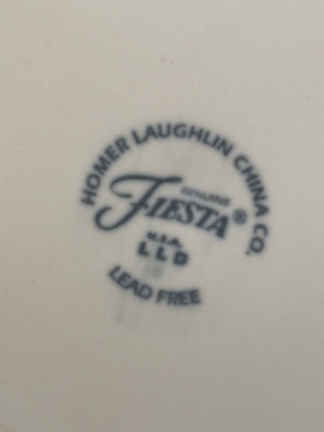 HOMER LAUGHLIN CHINA CO.
GENUINE
FIESTA®
U.S.A.
L L D
LEAD FREE